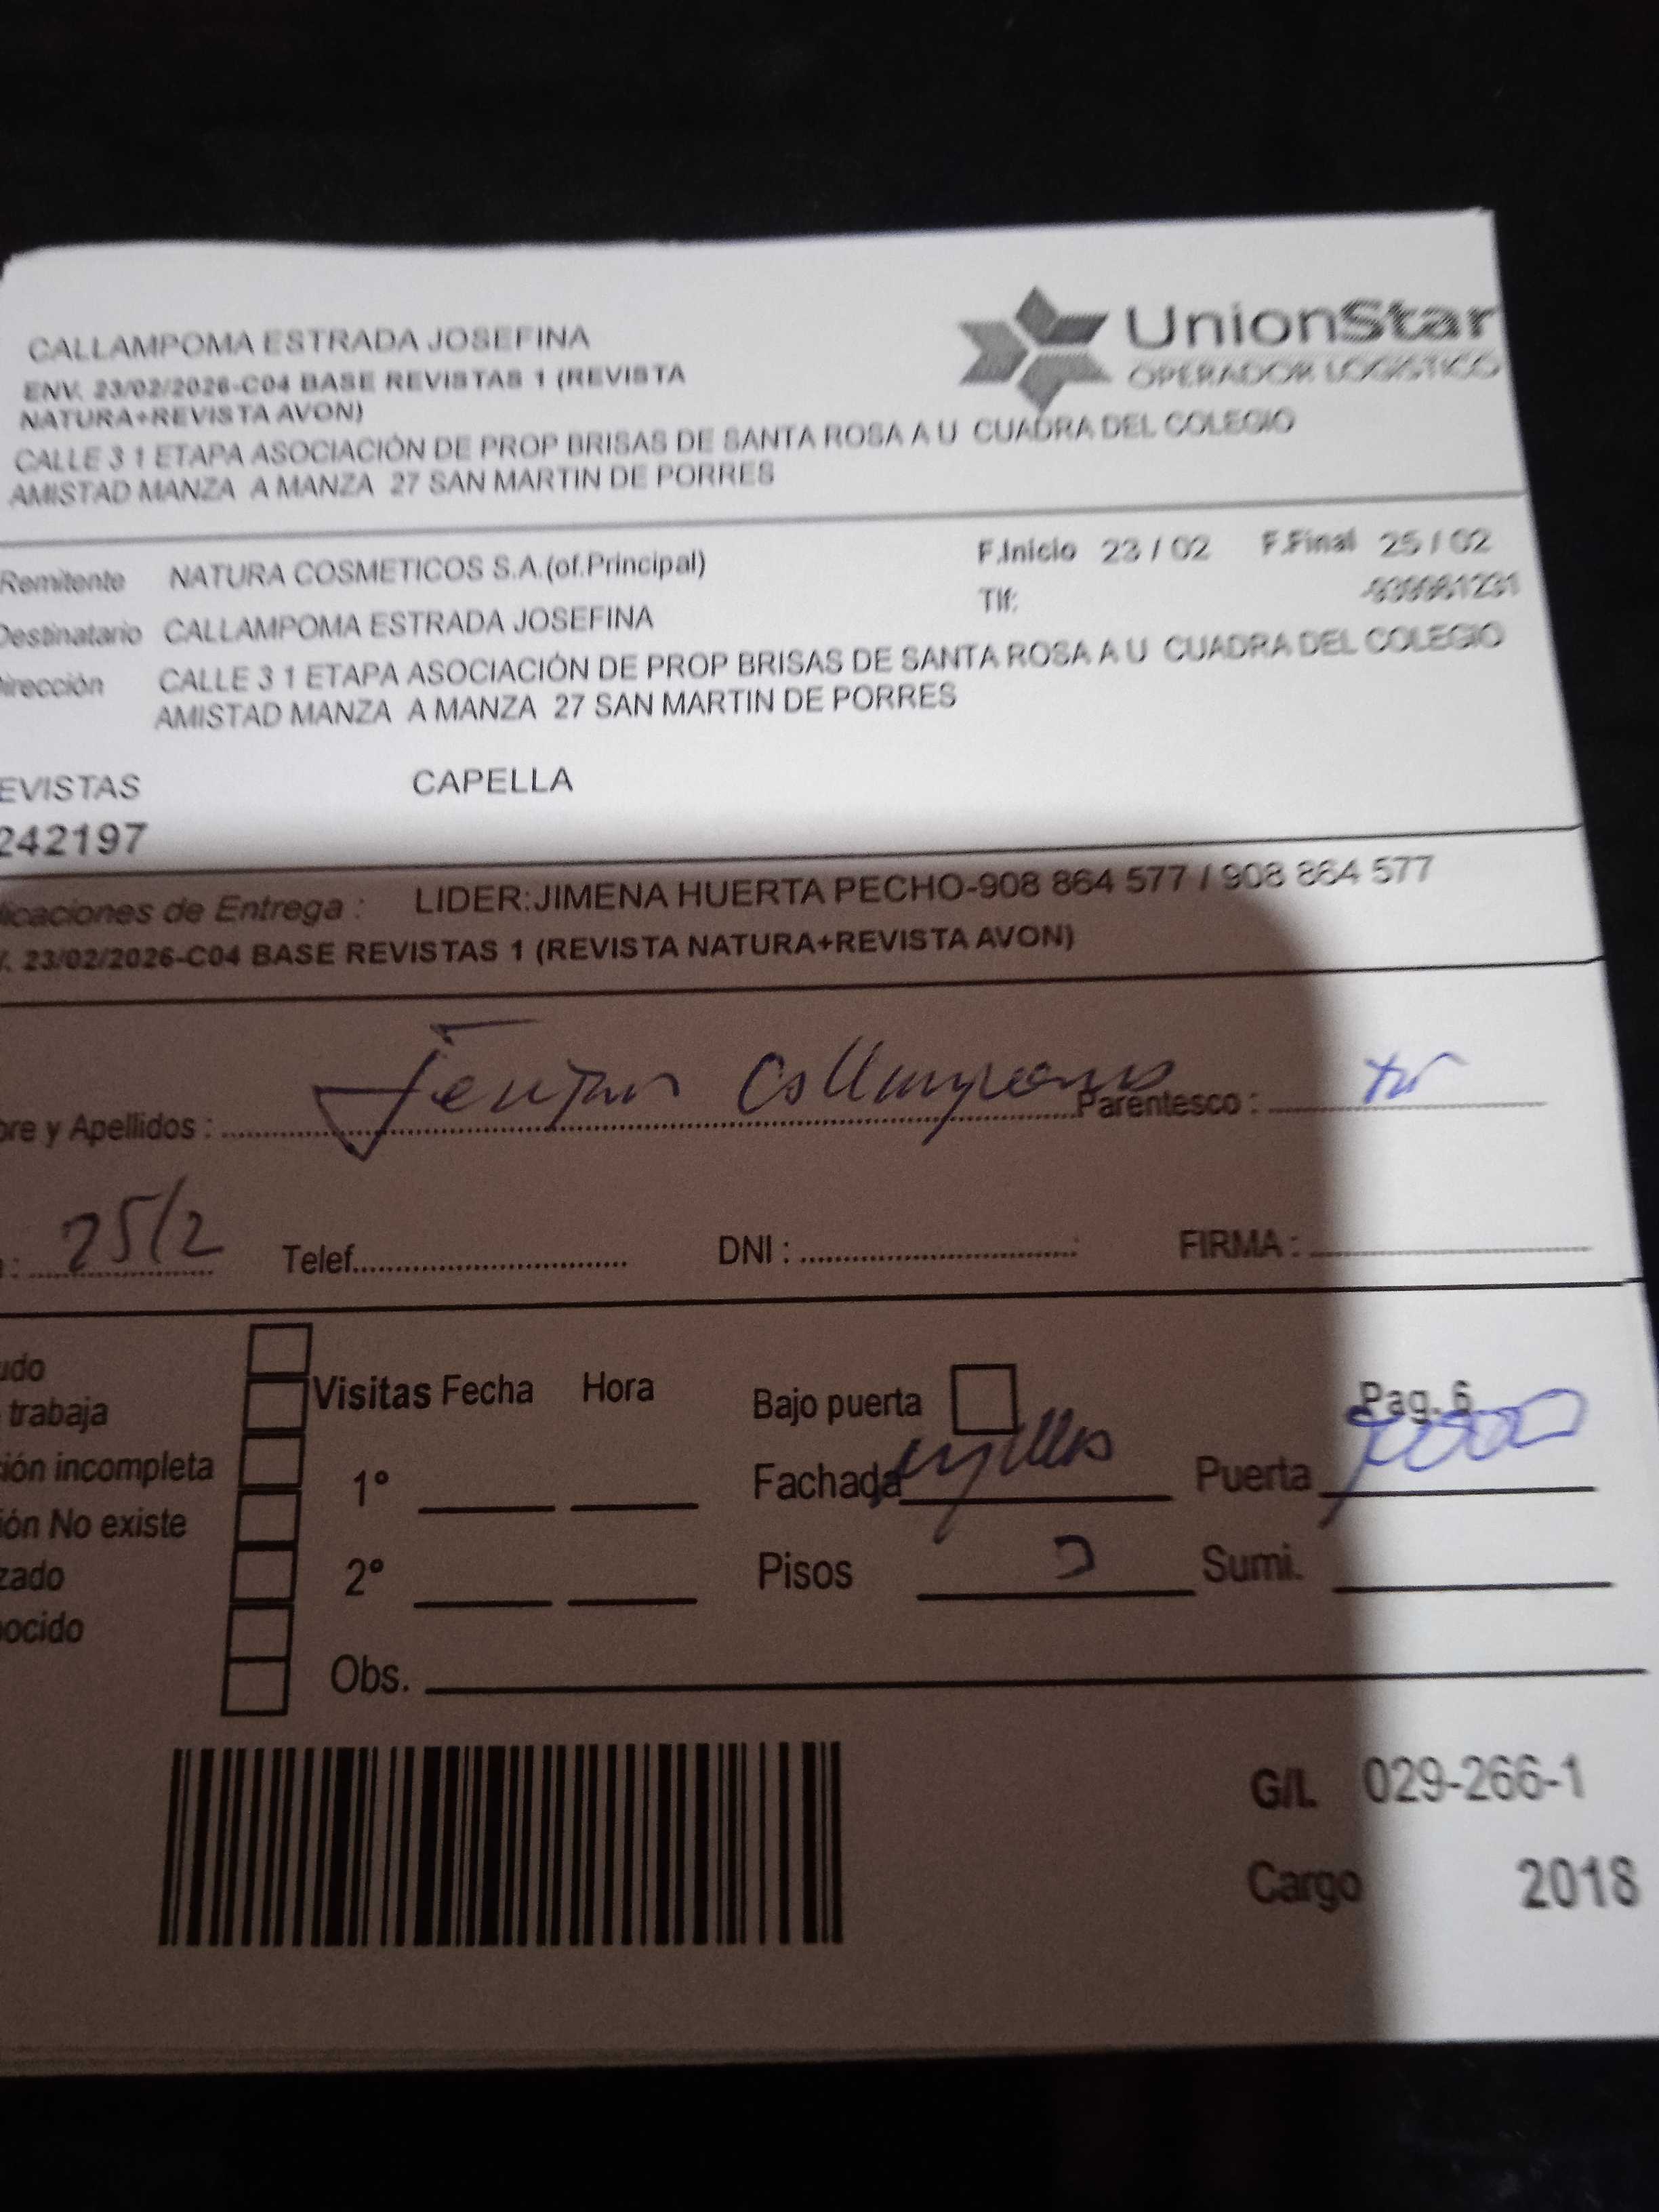 CALLAMPOMA ESTRADA JOSEFINA
UnionStar
OPERADOR LOGISTICO
ENV. 23/02/2026-C04 BASE REVISTAS 1 (REVISTA
NATURA+REVISTA AVON)
CALLE 3 1 ETAPA ASOCIACIÓN DE PROP BRISAS DE SANTA ROSA A U CUADRA DEL COLEGIO
AMISTAD MANZA A MANZA 27 SAN MARTIN DE PORRES
Remitente NATURA COSMETICOS S.A.(of.Principal) F.Inicio 23 / 02 F.Final 25 / 02
Tlf:
Destinatario CALLAMPOMA ESTRADA JOSEFINA
irección CALLE 3 1 ETAPA ASOCIACIÓN DE PROP BRISAS DE SANTA ROSA A U CUADRA DEL COLEGIO
AMISTAD MANZA A MANZA 27 SAN MARTIN DE PORRES
EVISTAS CAPELLA
242197
licaciones de Entrega : LIDER:JIMENA HUERTA PECHO-908 864 577 / 908 864 577
. 23/02/2026-C04 BASE REVISTAS 1 (REVISTA NATURA+REVISTA AVON)
bre y Apellidos : Parentesco :
: 25/2 Telef. DNI : FIRMA :
udo
trabaja Visitas Fecha Hora Bajo puerta Pag. 6
ión incompleta 1° Fachada Puerta
ión No existe
zado 2° Pisos Sumi.
ocido
Obs.
G/L 029-266-1
Cargo 2018